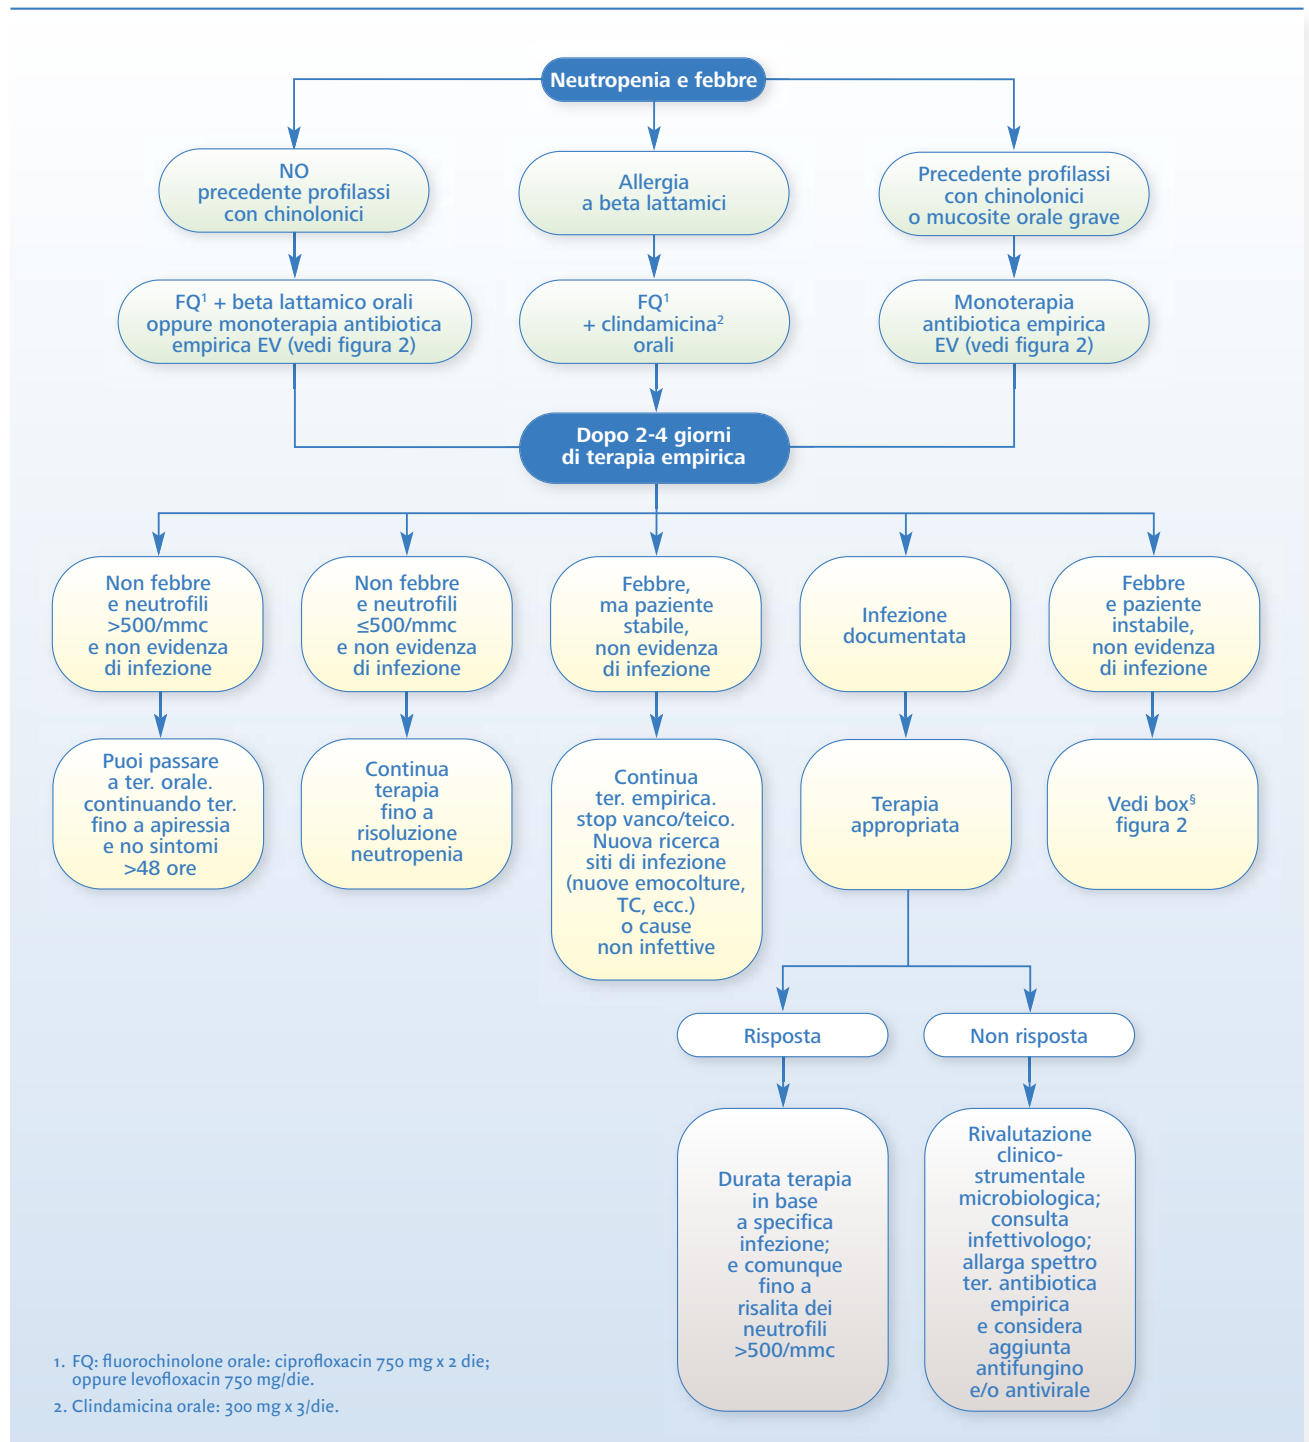 Neutropenia e febbre
NO
precedente profilassi
con chinolonici
Allergia
a beta lattamici
Precedente profilassi
con chinolonici
o mucosite orale grave
FQ¹ + beta lattamico orali
oppure monoterapia antibiotica
empirica EV (vedi figura 2)
FQ¹
+ clindamicina²
orali
Monoterapia
antibiotica empirica
EV (vedi figura 2)
Dopo 2-4 giorni
di terapia empirica
Non febbre
e neutrofili
>500/mmc
e non evidenza
di infezione
Non febbre
e neutrofili
≤500/mmc
e non evidenza
di infezione
Febbre,
ma paziente
stabile,
non evidenza
di infezione
Infezione
documentata
Febbre
e paziente
instabile,
non evidenza
di infezione
Puoi passare
a ter. orale.
continuando ter.
fino a apiressia
e no sintomi
>48 ore
Continua
terapia
fino a
risoluzione
neutropenia
Continua
ter. empirica.
stop vanco/teico.
Nuova ricerca
siti di infezione
(nuove emocolture,
TC, ecc.)
o cause
non infettive
Terapia
appropriata
Vedi box§
figura 2
Risposta
Non risposta
Durata terapia
in base
a specifica
infezione;
e comunque
fino a
risalita dei
neutrofili
>500/mmc
Rivalutazione
clinico-
strumentale
microbiologica;
consulta
infettivologo;
allarga spettro
ter. antibiotica
empirica
e considera
aggiunta
antifungino
e/o antivirale
1. FQ: fluorochinolone orale: ciprofloxacin 750 mg x 2 die;
oppure levofloxacin 750 mg/die.
2. Clindamicina orale: 300 mg x 3/die.